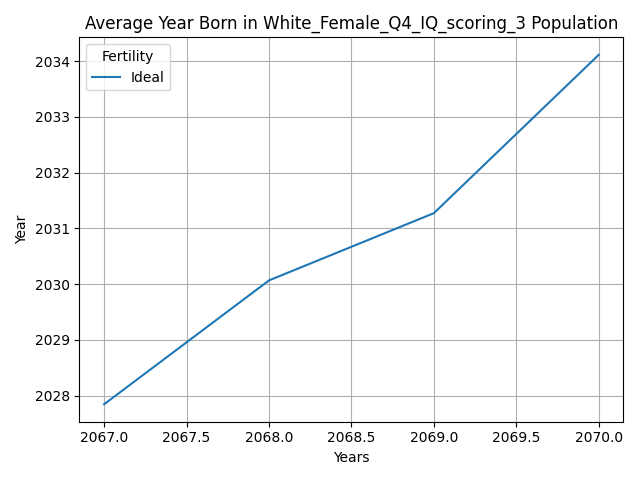 Average Year Born in White_Female_Q4_IQ_scoring_3 Population
Fertility
Ideal
2034
2033
2032
2031
2030
2029
2028
Year
2067.0 2067.5 2068.0 2068.5 2069.0 2069.5 2070.0
Years